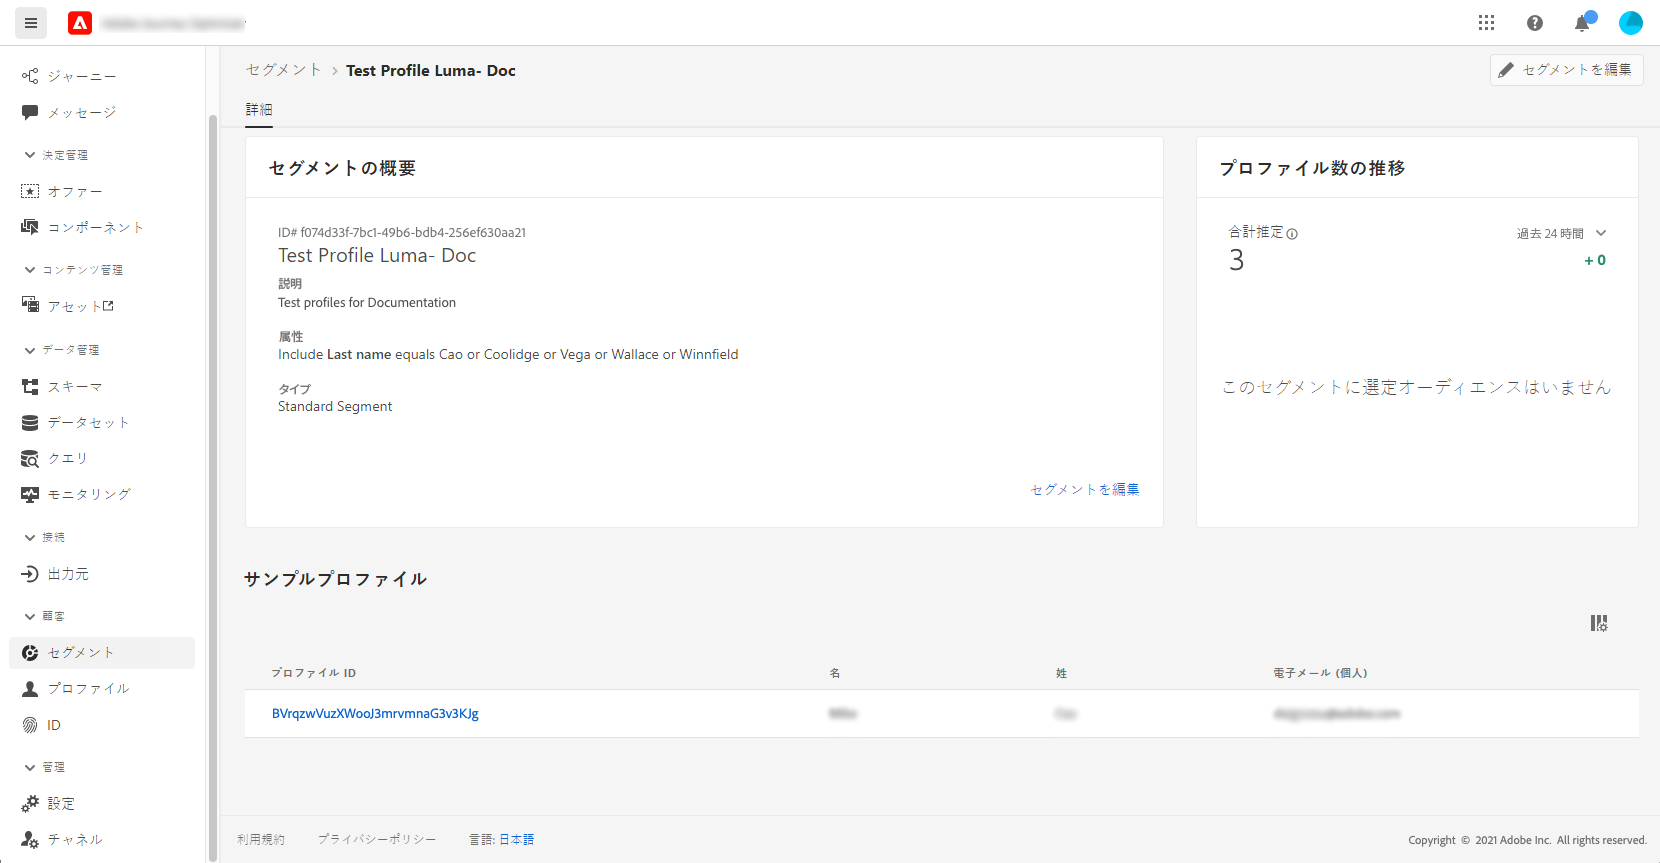 ジャーニー
メッセージ
決定管理
オファー
コンポーネント
コンテンツ管理
アセット
データ管理
スキーマ
データセット
クエリ
モニタリング
接続
出力元
顧客
セグメント
プロファイル
ID
管理
設定
チャネル
セグメント > Test Profile Luma- Doc
セグメントを編集
詳細
セグメントの概要
ID# f074d33f-7bc1-49b6-bdb4-256ef630aa21
Test Profile Luma- Doc
説明
Test profiles for Documentation
属性
Include Last name equals Cao or Coolidge or Vega or Wallace or Winnfield
タイプ
Standard Segment
セグメントを編集
プロファイル数の推移
合計推定
過去 24 時間
3
+ 0
このセグメントに選定オーディエンスはいません
サンプルプロファイル
プロファイル ID 名 姓 電子メール (個人)
BVrqzwVuzXWooJ3mrvmnaG3v3KJg
利用規約 プライバシーポリシー 言語: 日本語
Copyright © 2021 Adobe Inc. All rights reserved.